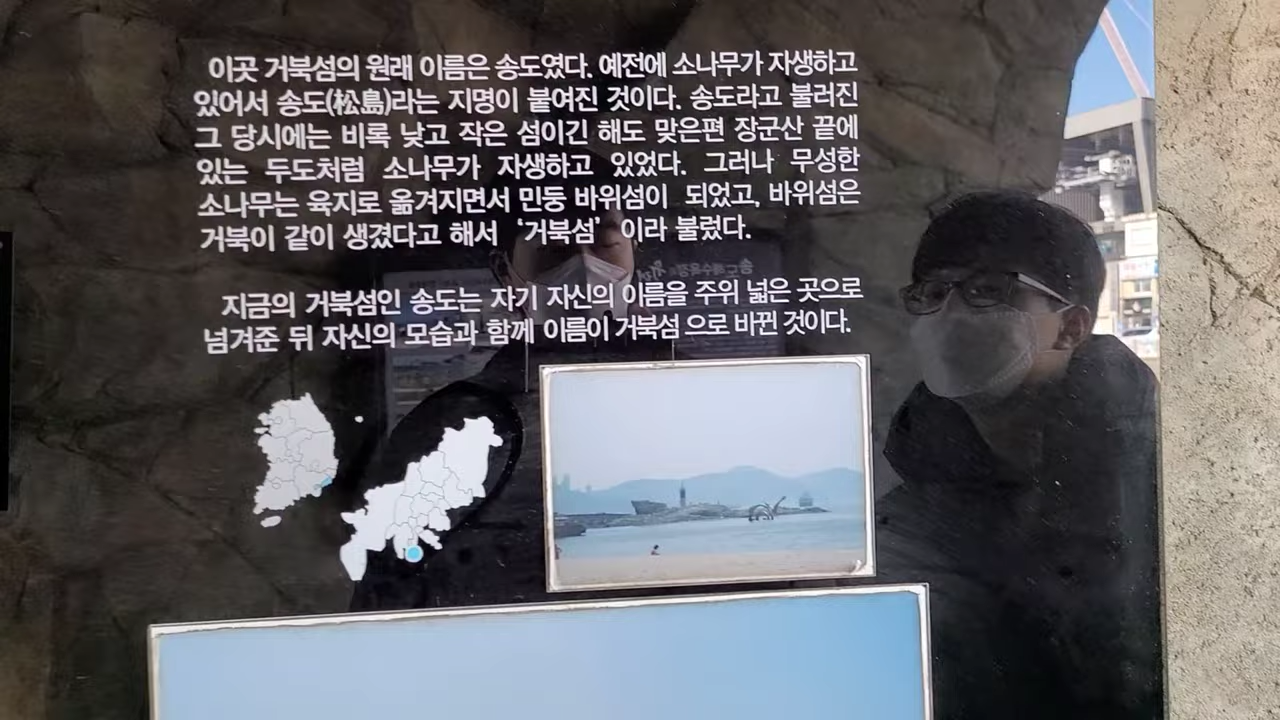 이곳 거북섬의 원래 이름은 송도였다. 예전에 소나무가 자생하고
있어서 송도(松島)라는 지명이 붙여진 것이다. 송도라고 불러진
그 당시에는 비록 낮고 작은 섬이긴 해도 맞은편 장군산 끝에
있는 두도처럼 소나무가 자생하고 있었다. 그러나 무성한
소나무는 육지로 옮겨지면서 민둥 바위섬이 되었고, 바위섬은
거북이 같이 생겼다고 해서 ‘거북섬’ 이라 불렸다.
지금의 거북섬인 송도는 자기 자신의 이름을 주위 넓은 곳으로
넘겨준 뒤 자신의 모습과 함께 이름이 거북섬 으로 바뀐 것이다.